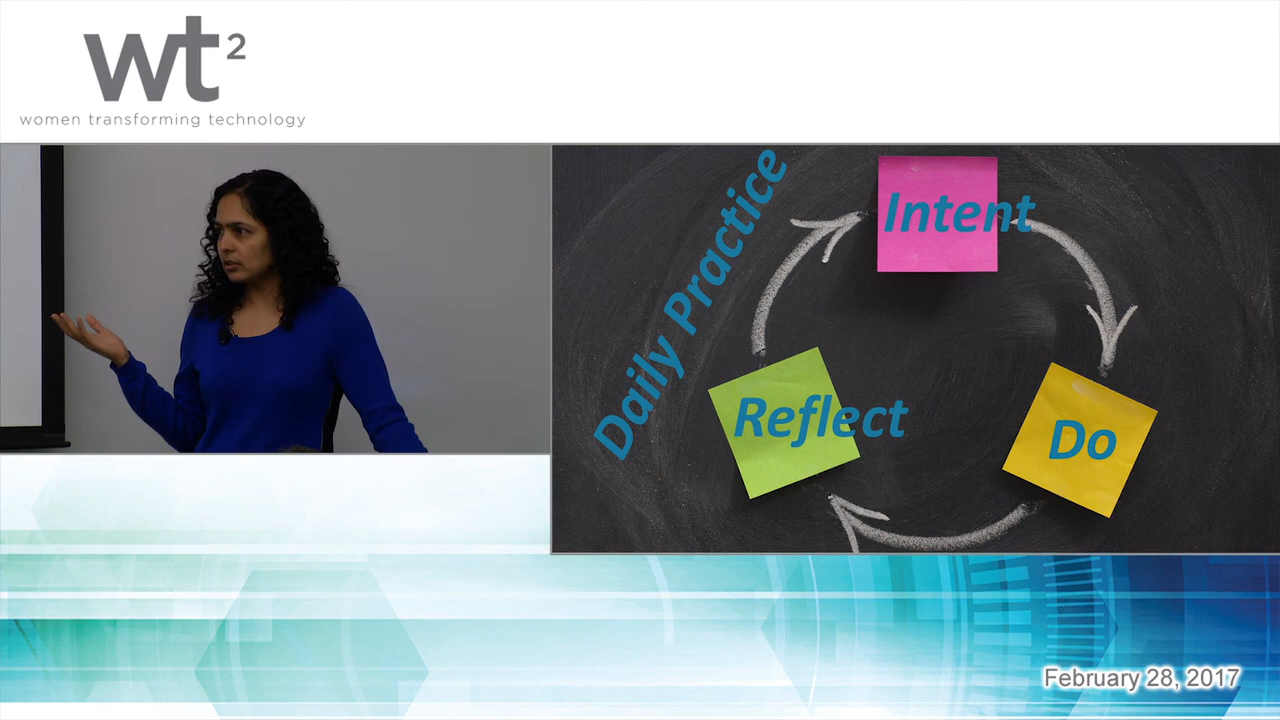 wt2
women transforming technology
Daily Practice
Intent
Reflect
Do
February 28, 2017